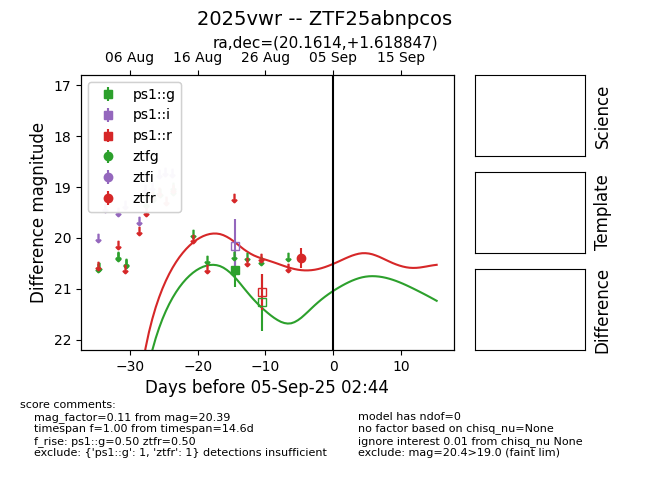 2025vwr -- ZTF25abnpcos
ra,dec=(20.1614,+1.618847)
06 Aug 16 Aug 26 Aug 05 Sep 15 Sep
17
18
19
20
21
22
Difference magnitude
ps1::g
ps1::i
ps1::r
ztfg
ztfi
ztfr
−30 −20 −10 0 10
Days before 05-Sep-25 02:44
Science
Template
Difference
score comments:
mag_factor=0.11 from mag=20.39
timespan f=1.00 from timespan=14.6d
f_rise: ps1::g=0.50 ztfr=0.50
exclude: {'ps1::g': 1, 'ztfr': 1} detections insufficient
model has ndof=0
no factor based on chisq_nu=None
ignore interest 0.01 from chisq_nu None
exclude: mag=20.4>19.0 (faint lim)